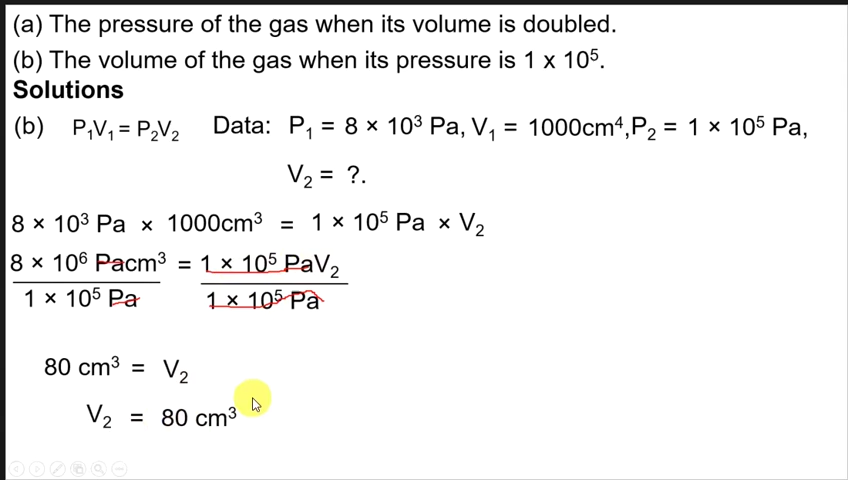 (a) The pressure of the gas when its volume is doubled.
(b) The volume of the gas when its pressure is 1 x 10⁵.
Solutions
(b) P₁V₁ = P₂V₂ Data: P₁ = 8 × 10³ Pa, V₁ = 1000cm⁴,P₂ = 1 × 10⁵ Pa,
V₂ = ?.
8 × 10³ Pa × 1000cm³ = 1 × 10⁵ Pa × V₂
8 × 10⁶ Pacm³ = 1 × 10⁵ PaV₂
1 × 10⁵ Pa 1 × 10⁵ Pa
80 cm³ = V₂
V₂ = 80 cm³